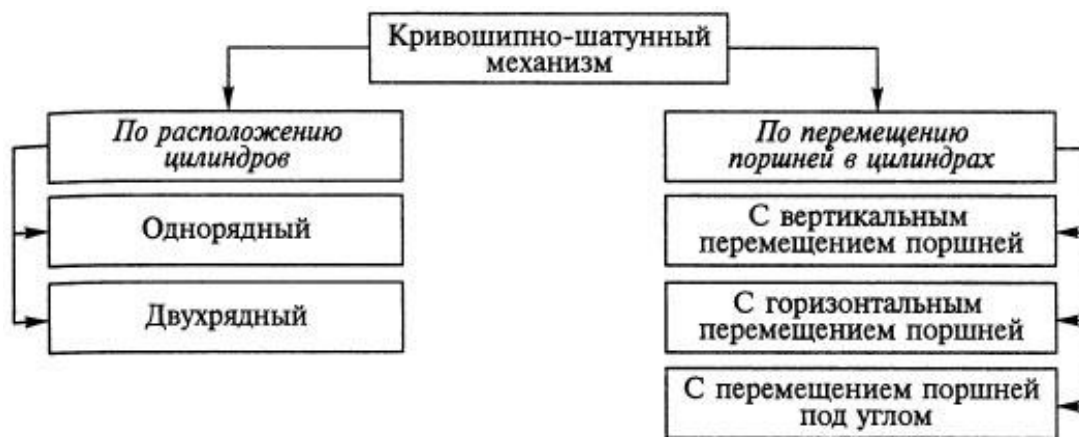 Кривошипно-шатунный
механизм
По расположению
цилиндров
Однорядный
Двухрядный
По перемещению
поршней в цилиндрах
С вертикальным
перемещением поршней
С горизонтальным
перемещением поршней
С перемещением поршней
под углом